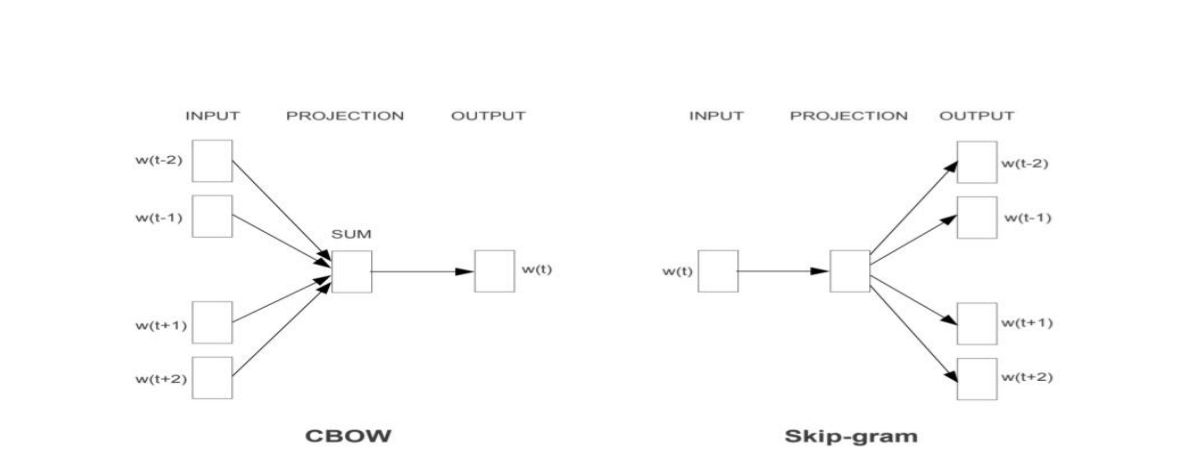 INPUT PROJECTION OUTPUT
w(t-2)
w(t-1)
SUM
w(t)
w(t+1)
w(t+2)
CBOW
INPUT PROJECTION OUTPUT
w(t-2)
w(t-1)
w(t)
w(t+1)
w(t+2)
Skip-gram